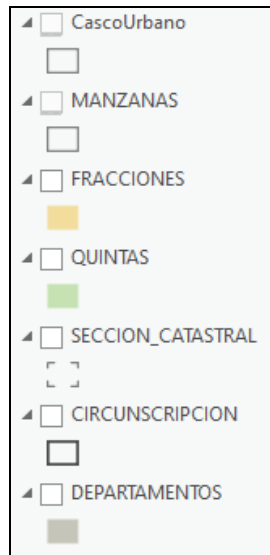 CascoUrbano
MANZANAS
FRACCIONES
QUINTAS
SECCION_CATASTRAL
CIRCUNSCRIPCION
DEPARTAMENTOS